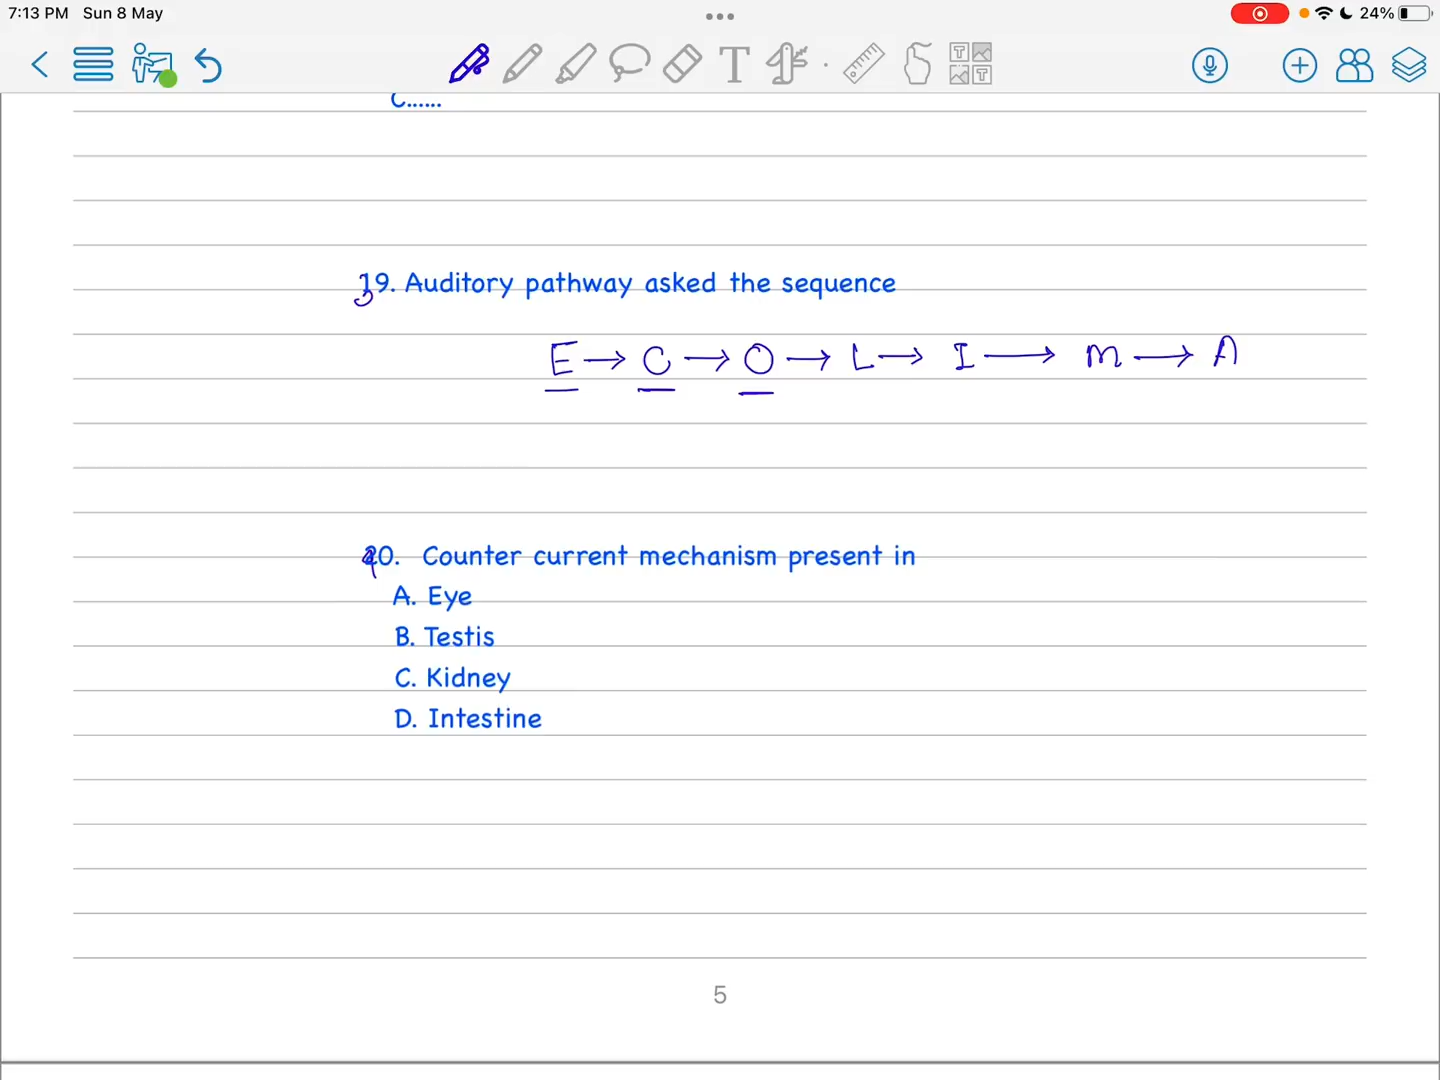 7:13 PM Sun 8 May
24%
T
C......
39. Auditory pathway asked the sequence
E → C → O → L → I → M → A
40. Counter current mechanism present in
A. Eye
B. Testis
C. Kidney
D. Intestine
5